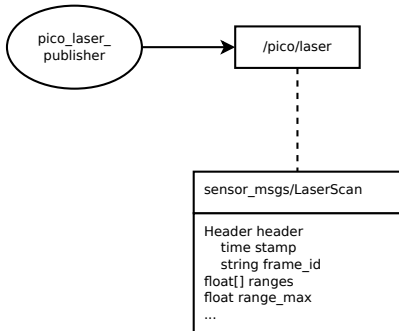 pico_laser_
publisher
/pico/laser
sensor_msgs/LaserScan
Header header
time stamp
string frame_id
float[] ranges
float range_max
...